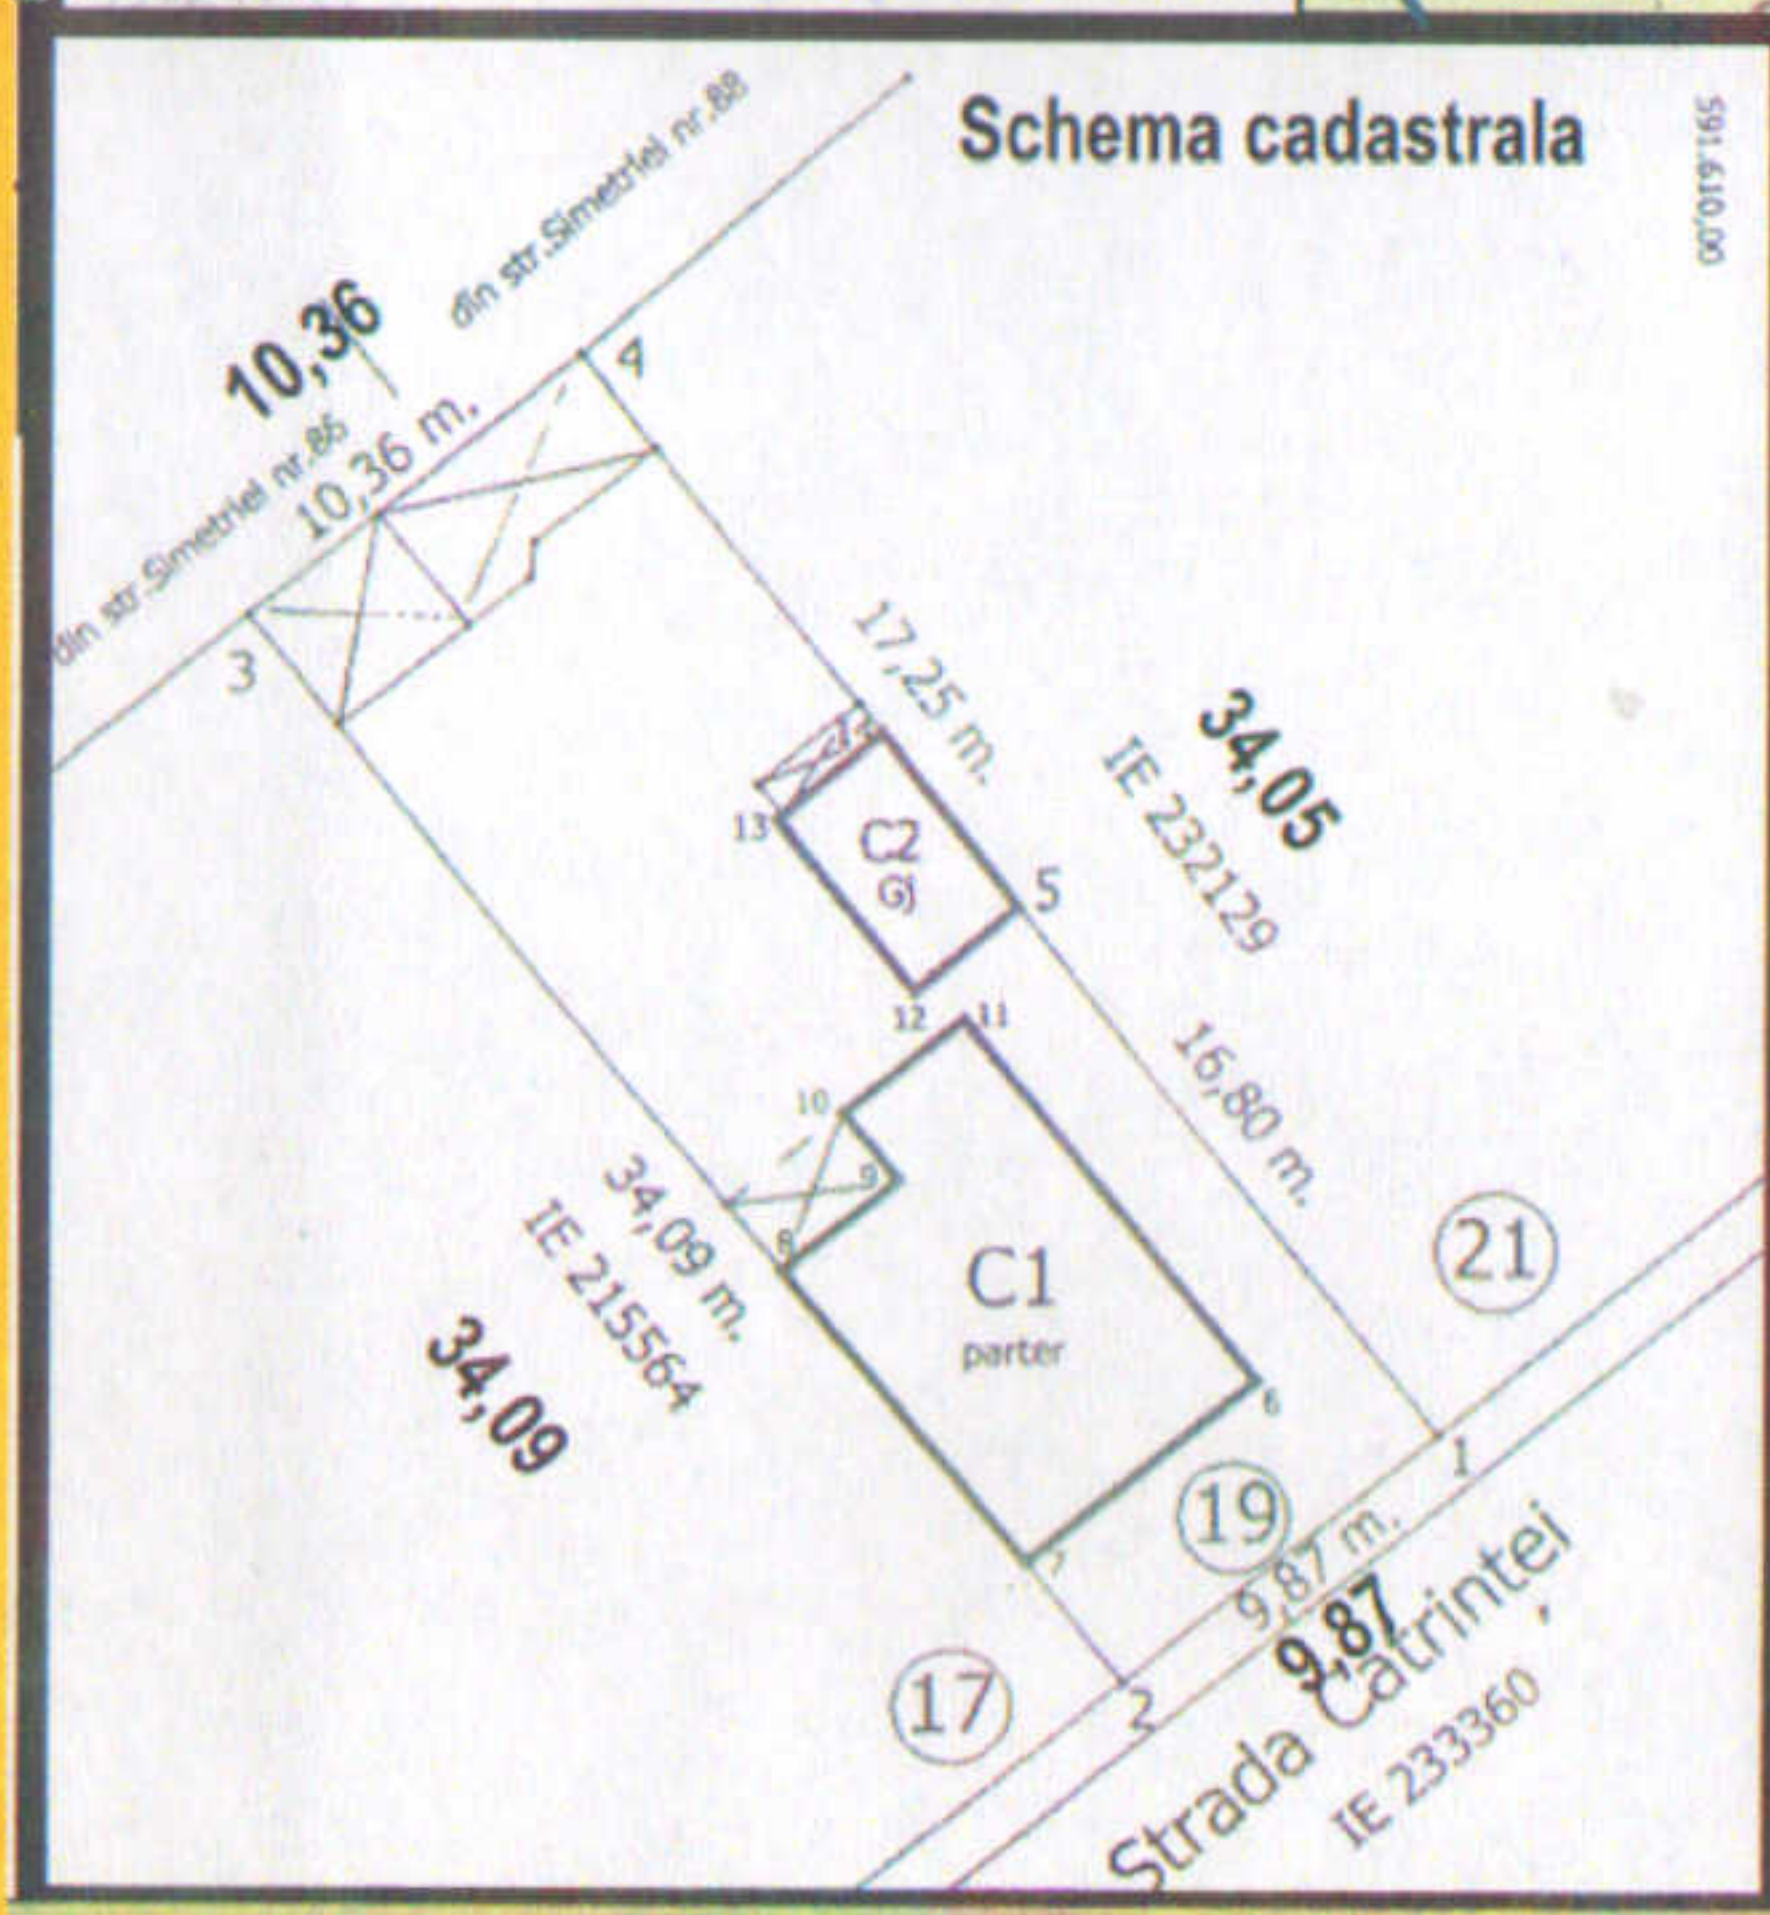 Schema cadastrala
591.610,00
din str.Simetriei nr.88
10,36
10,36 m.
din str.Simetriei nr.86
4
3
17,25 m.
34,05
IE 232129
13
C2
GJ
5
12
11
16,80 m.
10
9
8
34,09 m.
IE 215564
34,09
C1
parter
21
6
1
19
7
9,87 m.
9,87
17
2
Strada Catrintei
IE 233360